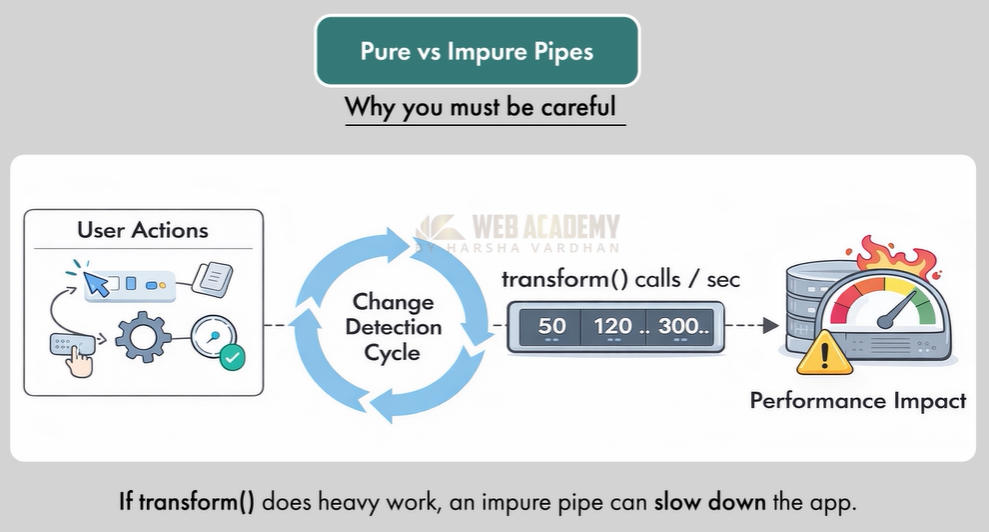 Pure vs Impure Pipes
Why you must be careful
User Actions
WEB ACADEMY
BY HARSHA VARDHAN
Change
Detection
Cycle
transform() calls / sec
50 120 .. 300..
Performance Impact
If transform() does heavy work, an impure pipe can slow down the app.